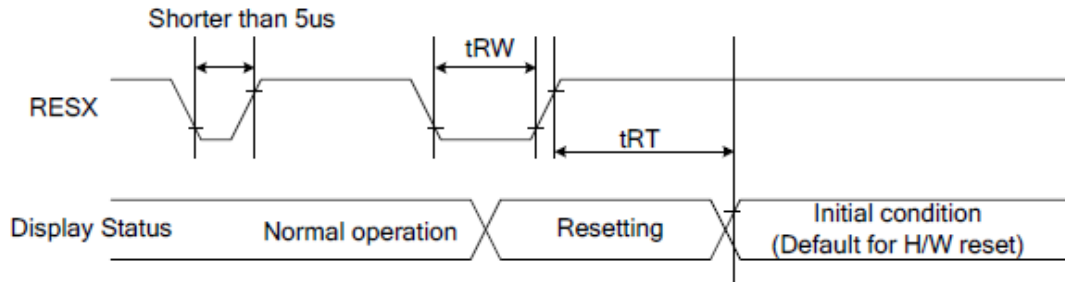 Shorter than 5us
tRW
RESX
tRT
Display Status
Normal operation
Resetting
Initial condition
(Default for H/W reset)